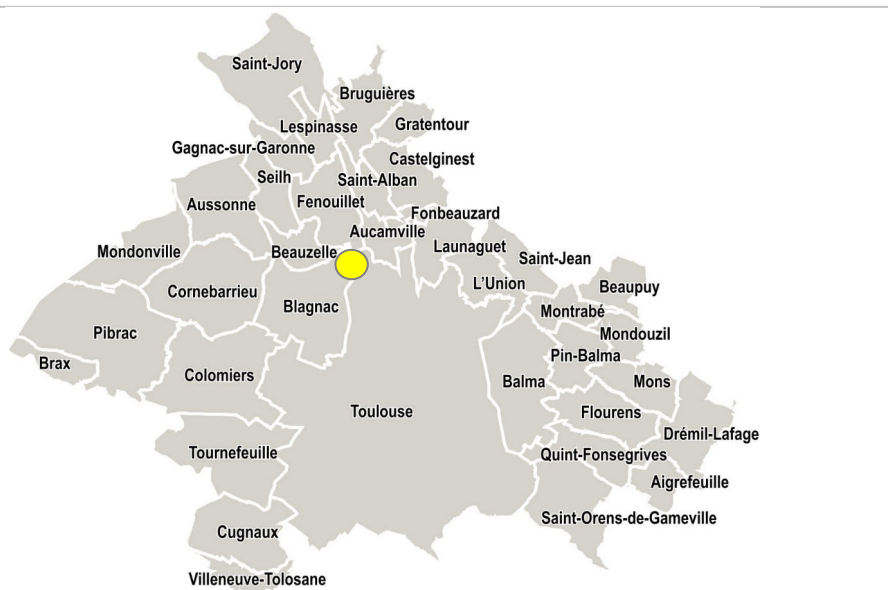 Saint-Jory
Bruguières
Lespinasse
Gratentour
Gagnac-sur-Garonne
Castelginest
Seilh
Saint-Alban
Aussonne
Fenouillet
Fonbeauzard
Aucamville
Launaguet
Mondonville
Beauzelle
Saint-Jean
L'Union
Beaupuy
Cornebarrieu
Blagnac
Montrabé
Pibrac
Mondouzil
Pin-Balma
Brax
Colomiers
Balma
Mons
Toulouse
Flourens
Drémil-Lafage
Tournefeuille
Quint-Fonsegrives
Aigrefeuille
Saint-Orens-de-Gameville
Cugnaux
Villeneuve-Tolosane